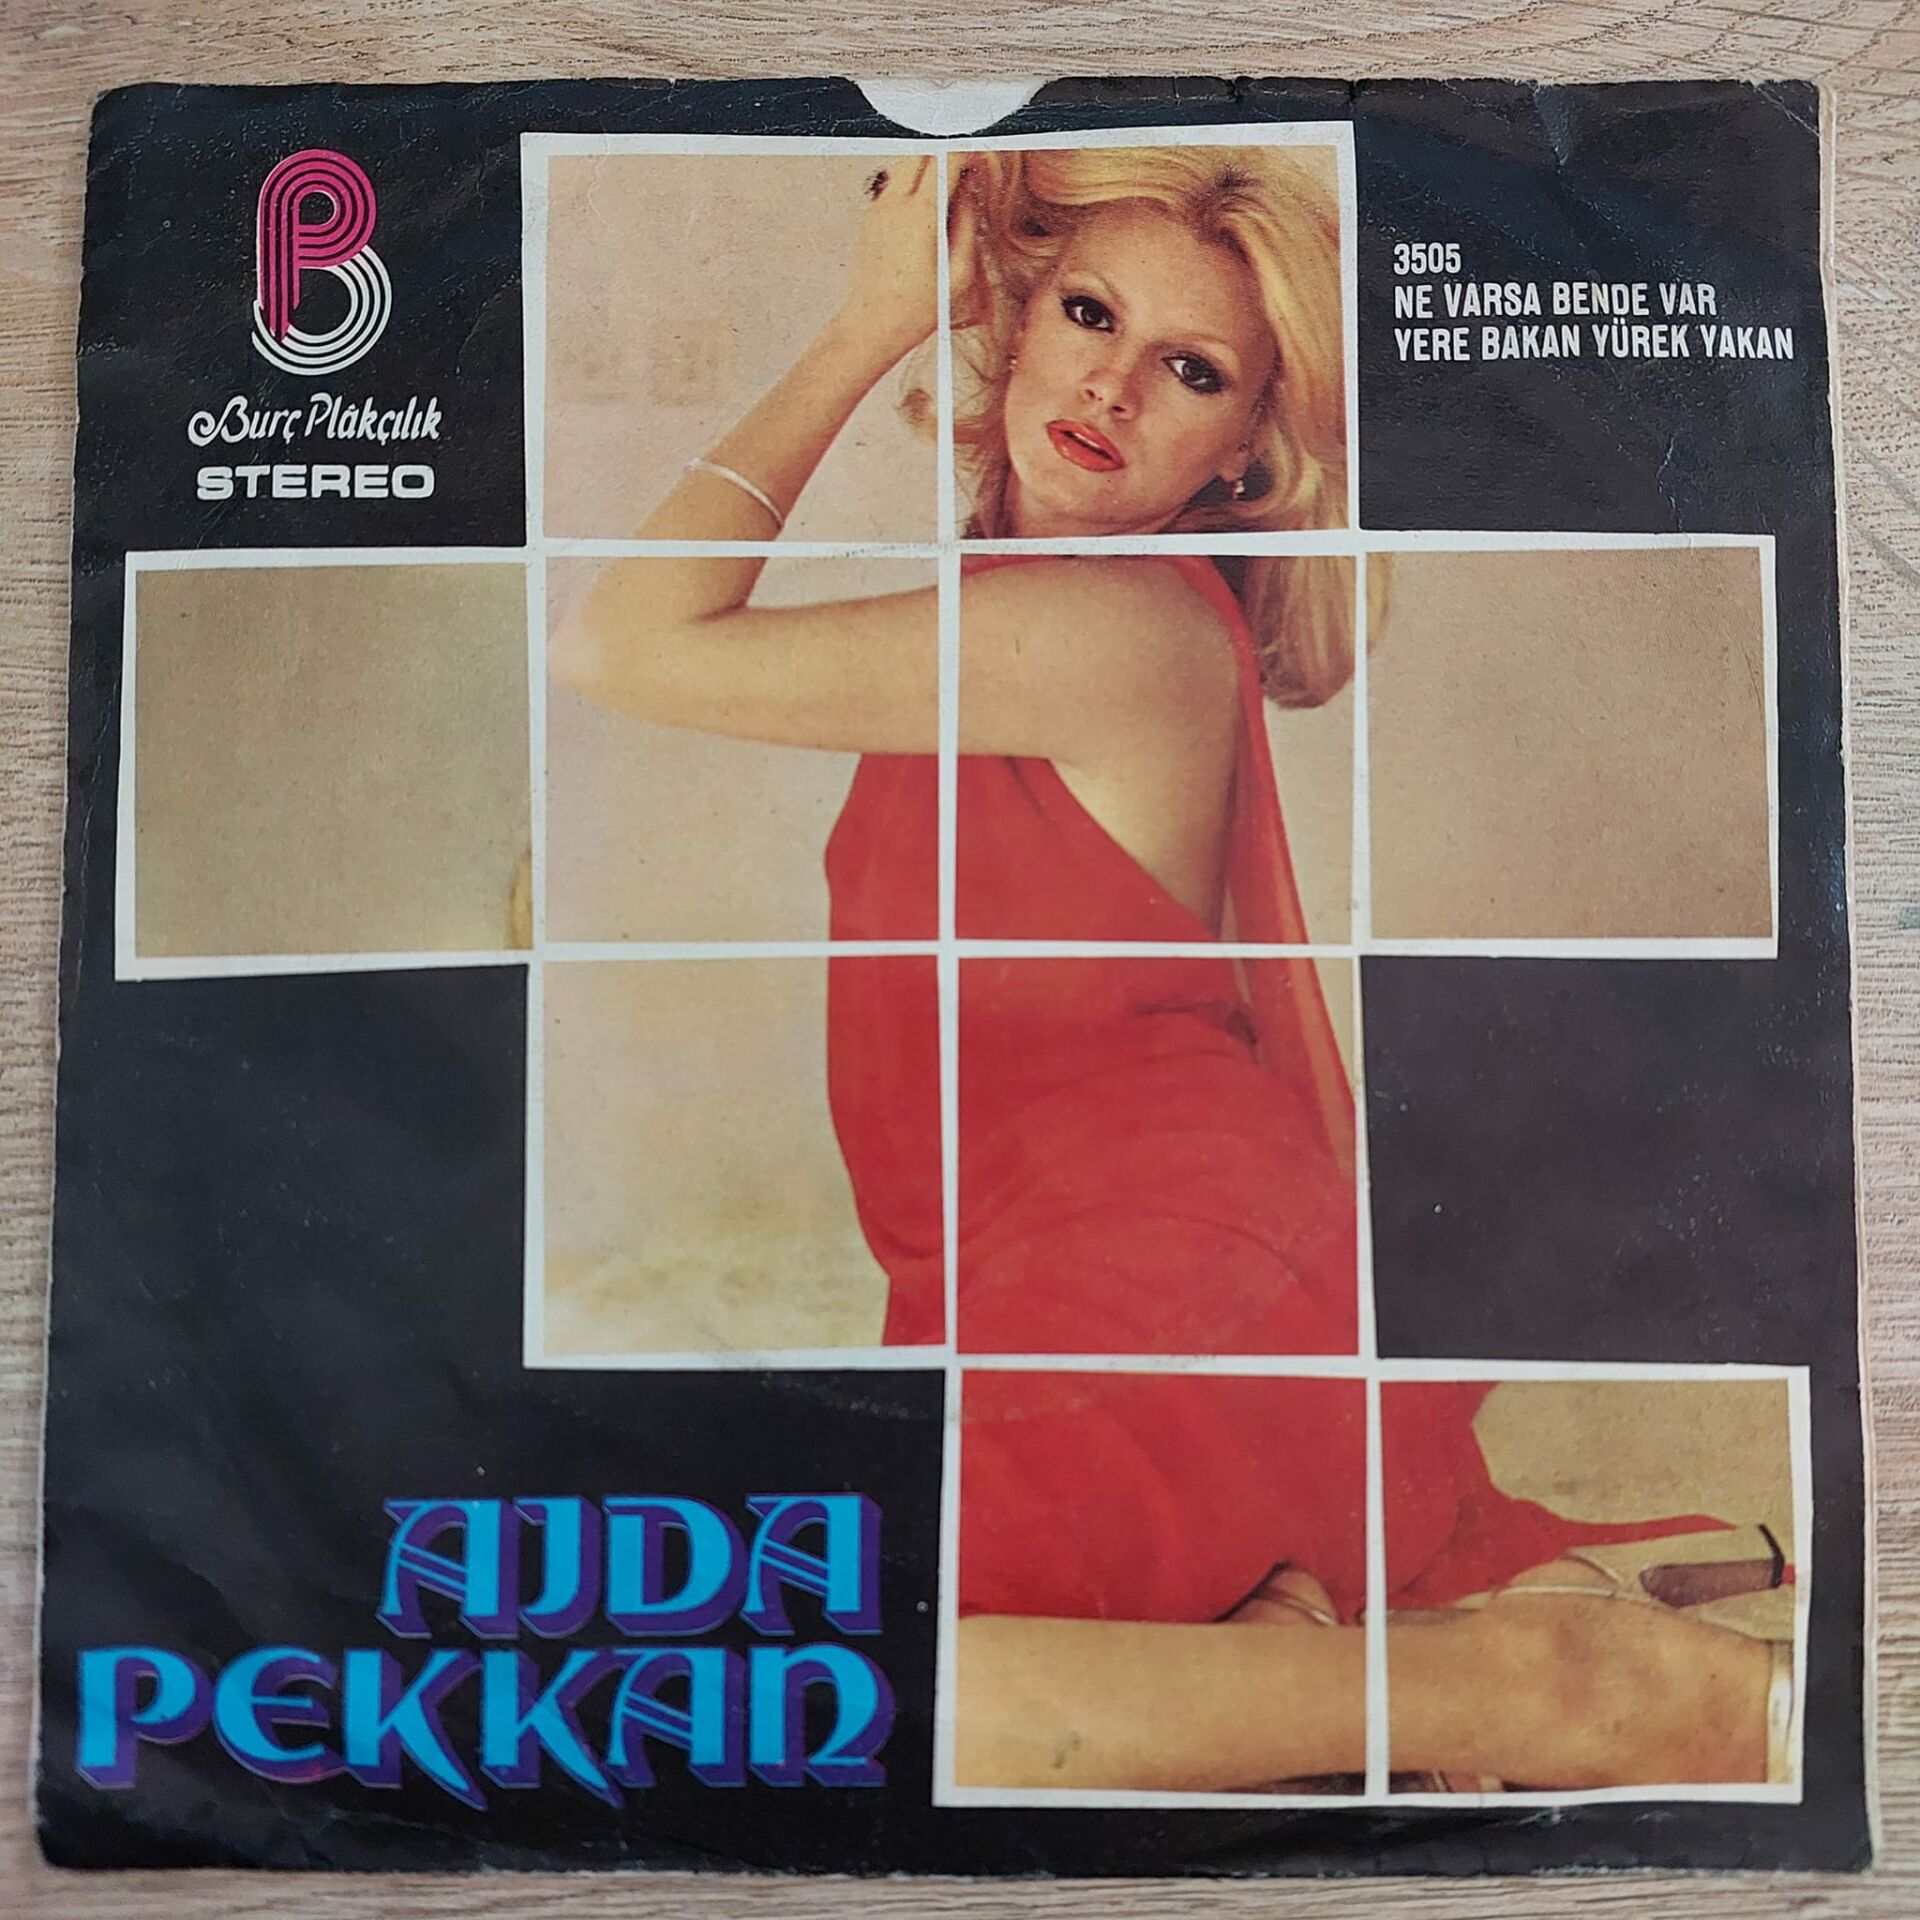 Burç Plâkçılık
STEREO
3505
NE VARSA BENDE VAR
YERE BAKAN YÜREK YAKAN
AJDA
PEKKAN